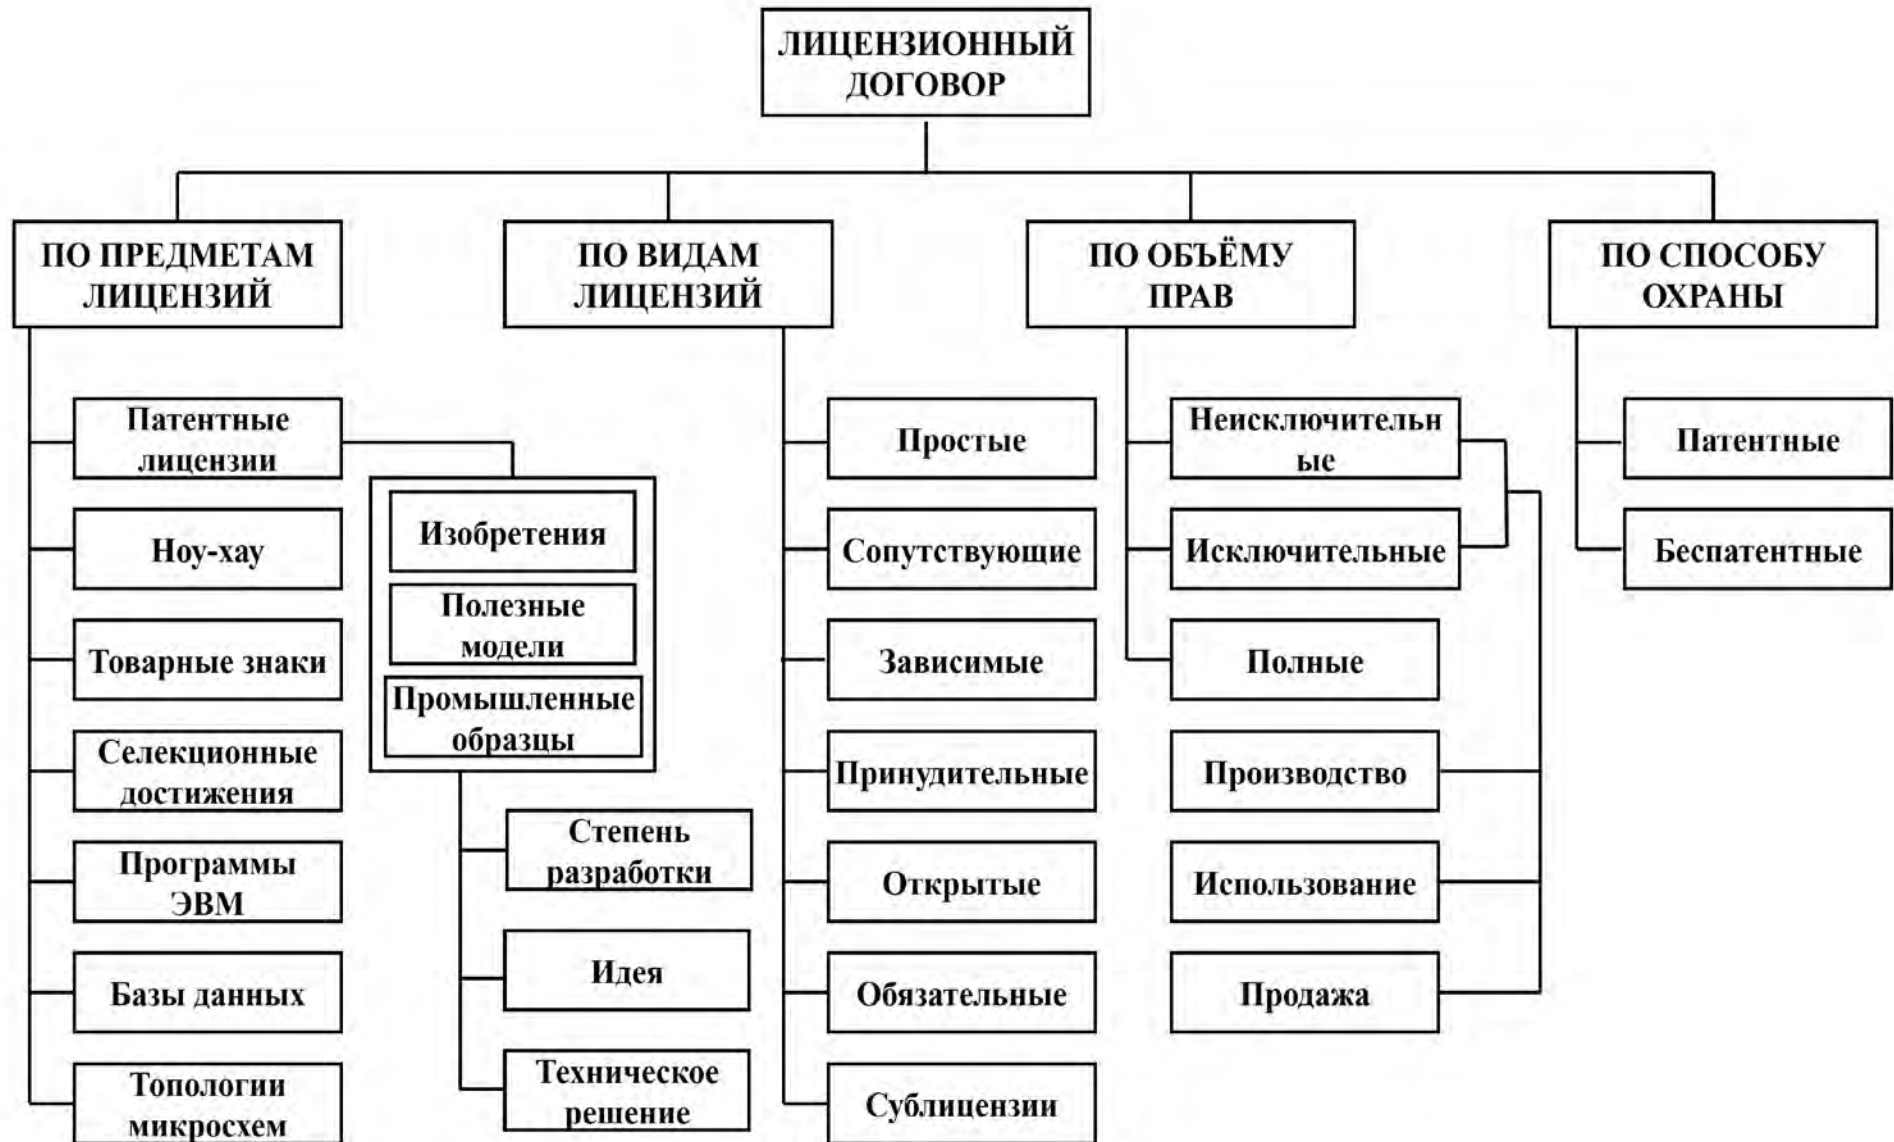 ЛИЦЕНЗИОННЫЙ
ДОГОВОР
ПО ПРЕДМЕТАМ
ЛИЦЕНЗИЙ
Патентные
лицензии
Ноу-хау
Товарные знаки
Селекционные
достижения
Программы
ЭВМ
Базы данных
Топологии
микросхем
Изобретения
Полезные
модели
Промышленные
образцы
Степень
разработки
Идея
Техническое
решение
ПО ВИДАМ
ЛИЦЕНЗИЙ
Простые
Сопутствующие
Зависимые
Принудительные
Открытые
Обязательные
Сублицензии
ПО ОБЪЁМУ
ПРАВ
Неисключительн
ые
Исключительные
Полные
Производство
Использование
Продажа
ПО СПОСОБУ
ОХРАНЫ
Патентные
Беспатентные